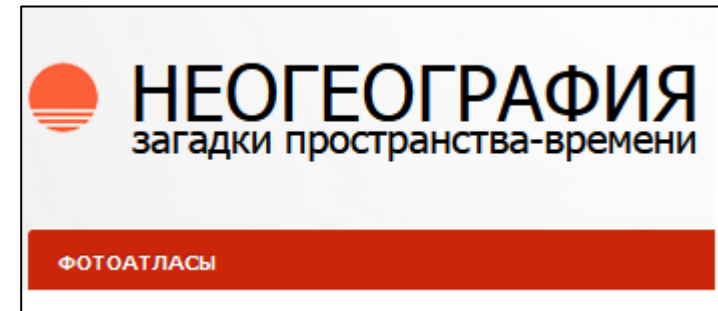 НЕОГЕОГРАФИЯ
загадки пространства-времени
ФОТОАТЛАСЫ